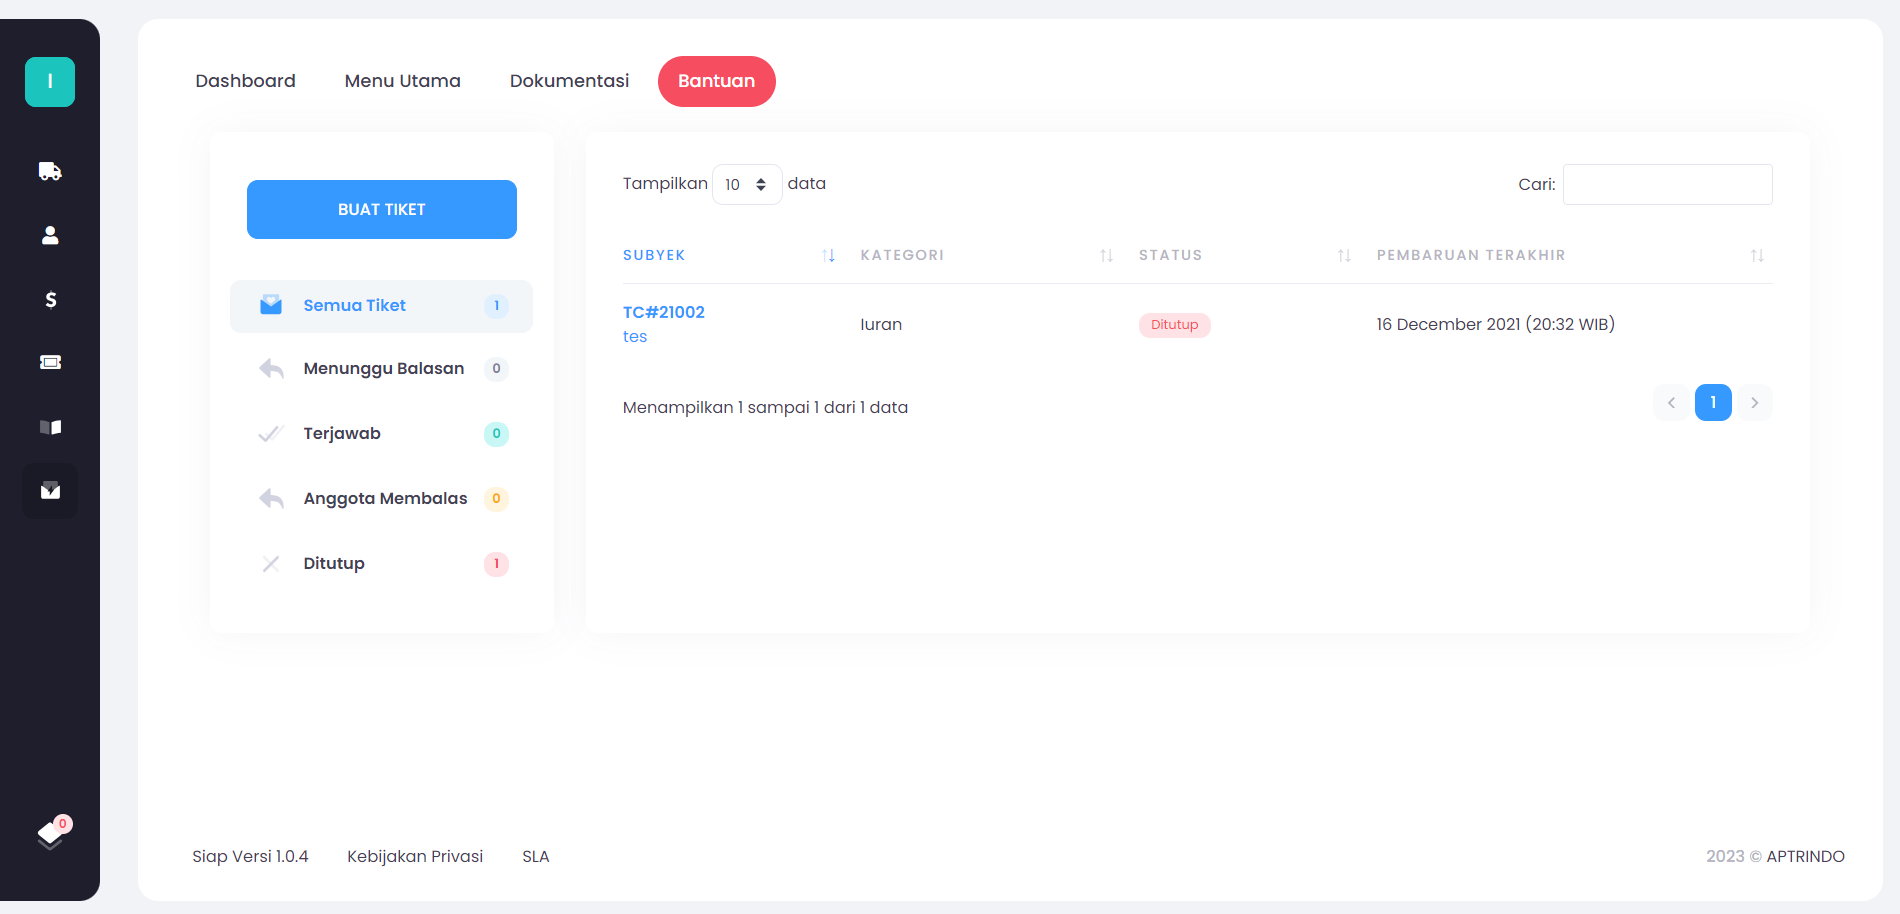 I
Dashboard Menu Utama Dokumentasi Bantuan
BUAT TIKET
Semua Tiket 1
Menunggu Balasan 0
Terjawab 0
Anggota Membalas 0
Ditutup 1
Tampilkan 10 data
Cari:
SUBYEK KATEGORI STATUS PEMBARUAN TERAKHIR
TC#21002
tes
Iuran
Ditutup
16 December 2021 (20:32 WIB)
Menampilkan 1 sampai 1 dari 1 data
1
0
Siap Versi 1.0.4 Kebijakan Privasi SLA
2023 © APTRINDO